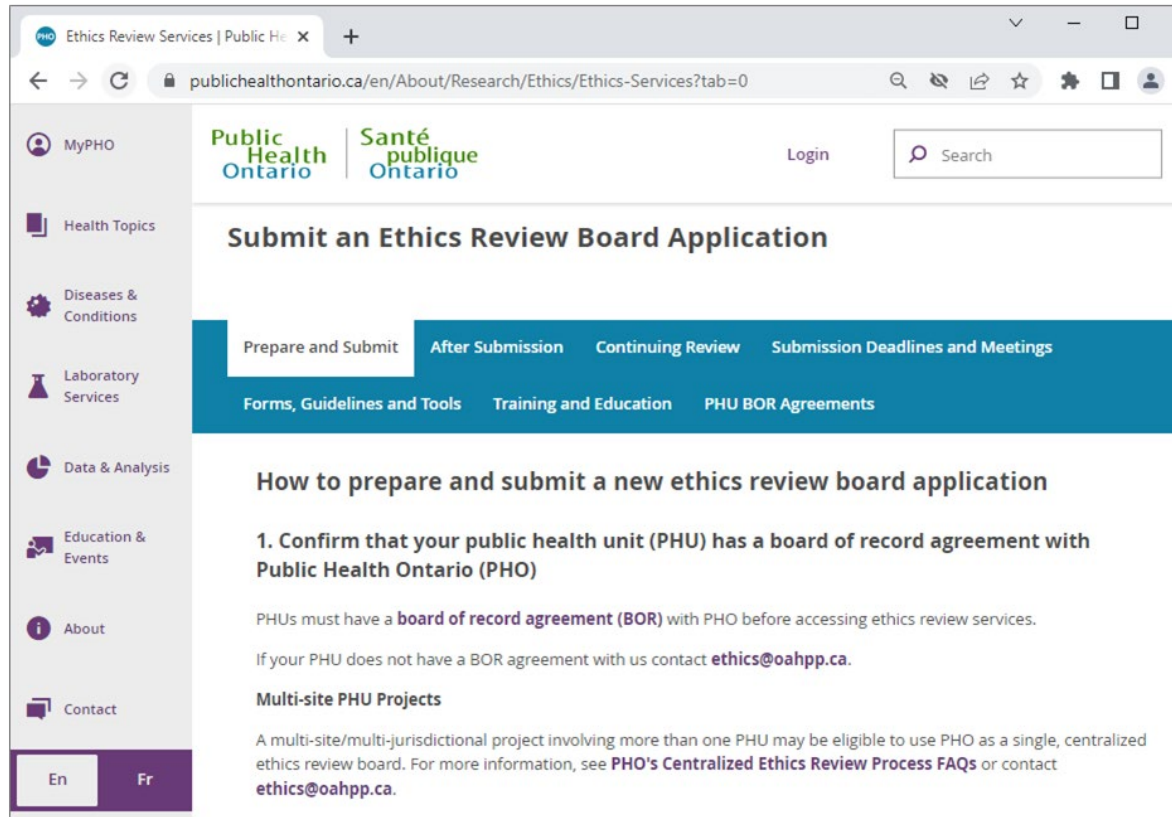 PHO Ethics Review Services | Public He
publichealthontario.ca/en/About/Research/Ethics/Ethics-Services?tab=0
MyPHO
Health Topics
Diseases &
Conditions
Laboratory
Services
Data & Analysis
Education &
Events
About
Contact
En Fr
Public
Health
Ontario
Santé
publique
Ontario
Login
Search
Submit an Ethics Review Board Application
Prepare and Submit After Submission Continuing Review Submission Deadlines and Meetings
Forms, Guidelines and Tools Training and Education PHU BOR Agreements
How to prepare and submit a new ethics review board application
1. Confirm that your public health unit (PHU) has a board of record agreement with
Public Health Ontario (PHO)
PHUs must have a board of record agreement (BOR) with PHO before accessing ethics review services.
If your PHU does not have a BOR agreement with us contact ethics@oahpp.ca.
Multi-site PHU Projects
A multi-site/multi-jurisdictional project involving more than one PHU may be eligible to use PHO as a single, centralized
ethics review board. For more information, see PHO's Centralized Ethics Review Process FAQs or contact
ethics@oahpp.ca.